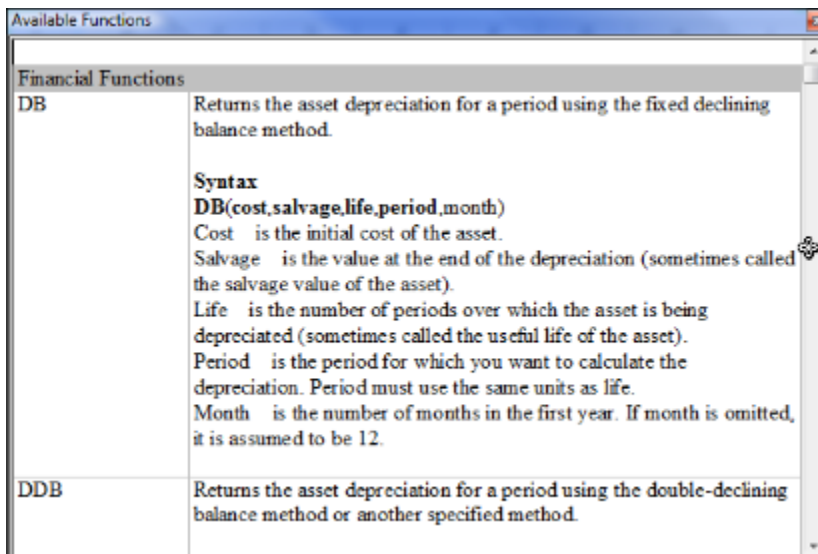 Available Functions
Financial Functions
DB
Returns the asset depreciation for a period using the fixed declining
balance method.
Syntax
DB(cost,salvage,life,period,month)
Cost is the initial cost of the asset.
Salvage is the value at the end of the depreciation (sometimes called
the salvage value of the asset).
Life is the number of periods over which the asset is being
depreciated (sometimes called the useful life of the asset).
Period is the period for which you want to calculate the
depreciation. Period must use the same units as life.
Month is the number of months in the first year. If month is omitted,
it is assumed to be 12.
DDB
Returns the asset depreciation for a period using the double-declining
balance method or another specified method.